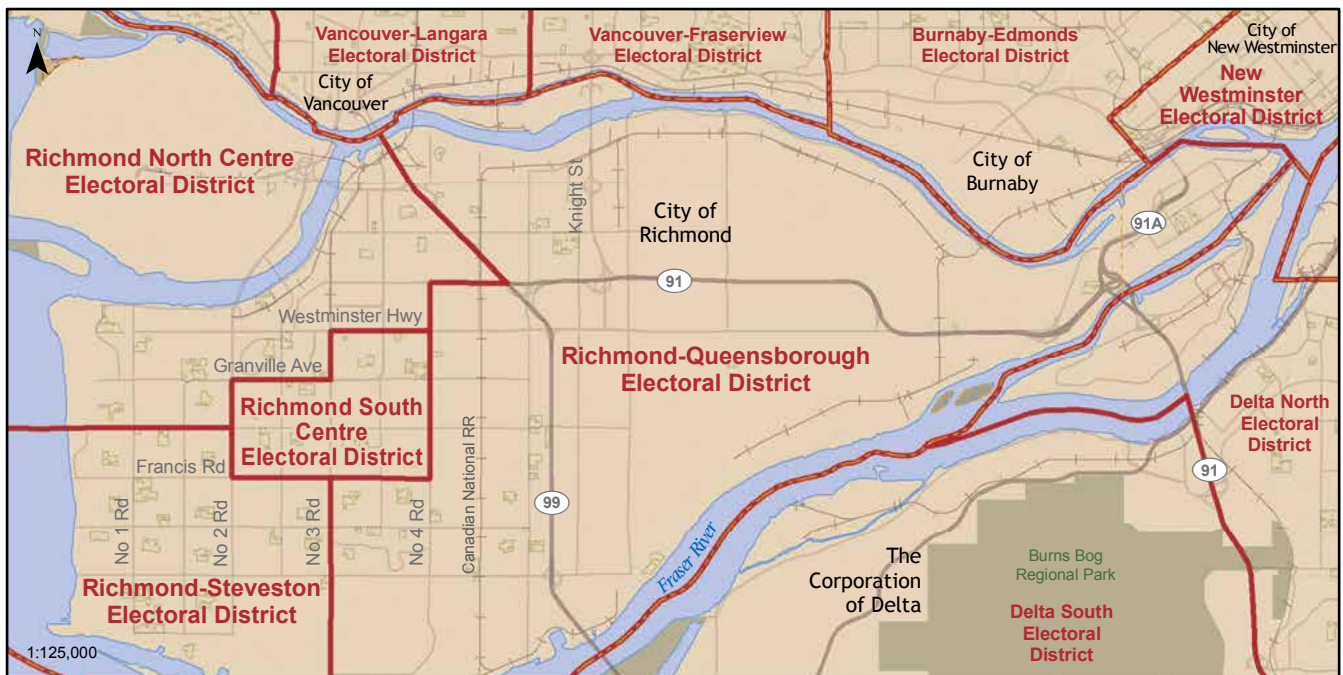 N
Vancouver-Langara
Electoral District
Vancouver-Fraserview
Electoral District
Burnaby-Edmonds
Electoral District
City of
New Westminster
New
Westminster
Electoral District
City of
Vancouver
Richmond North Centre
Electoral District
Knight St
City of
Richmond
City of
Burnaby
91A
91
Westminster Hwy
Granville Ave
Richmond-Queensborough
Electoral District
Richmond South
Centre
Electoral District
Delta North
Electoral
District
Francis Rd
Canadian National RR
No 1 Rd
No 2 Rd
No 3 Rd
No 4 Rd
99
91
Fraser River
The
Corporation
of Delta
Burns Bog
Regional Park
Richmond-Steveston
Electoral District
Delta South
Electoral
District
1:125,000